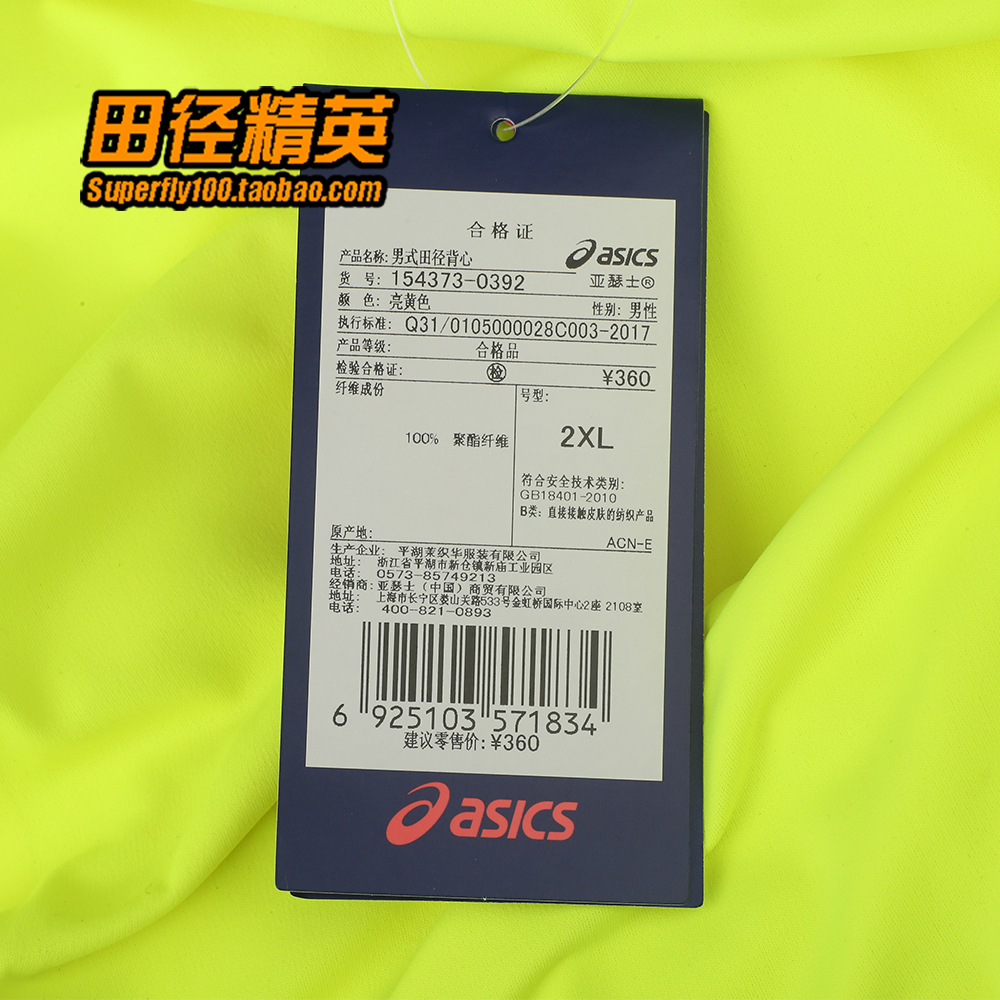 田径精英
Superfly100.taobao.com
合格证
产品名称: 男式田径背心
asics
货 号: 154373-0392
亚瑟士®
颜 色: 亮黄色
性别: 男性
执行标准: Q31/0105000028C003-2017
产品等级: 合格品
检验合格证: 检 ¥360
纤维成份
号型:
100% 聚酯纤维
2XL
符合安全技术类别:
GB18401-2010
B类: 直接接触皮肤的纺织产品
原产地:
ACN-E
生产企业: 平湖莱织华服装有限公司
地址: 浙江省平湖市新仓镇新庙工业园区
电话: 0573-85749213
经销商: 亚瑟士（中国）商贸有限公司
地址: 上海市长宁区娄山关路533号金虹桥国际中心2座 2108室
电话: 400-821-0893
6 925103 571834
建议零售价: ¥360
asics